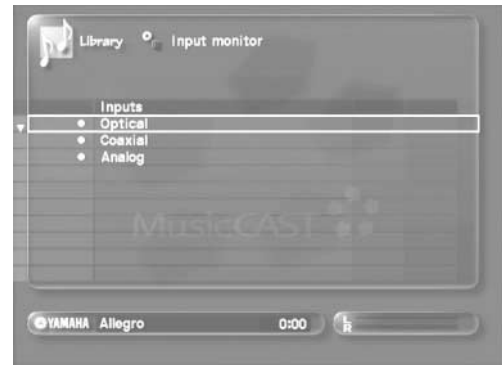 Library Input monitor
Inputs
Optical
Coaxial
Analog
MusicCAST
YAMAHA Allegro 0:00 L
R